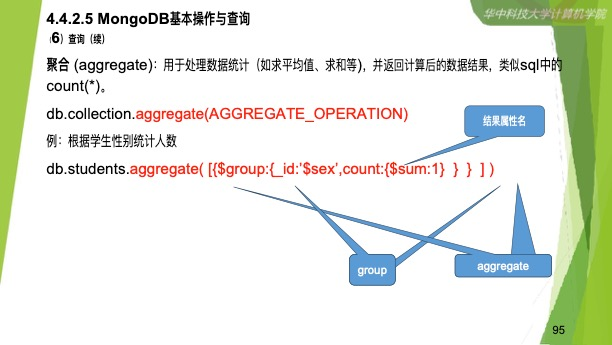 华中科技大学计算机学院
4.4.2.5 MongoDB基本操作与查询
（6）查询（续）
聚合 (aggregate)：用于处理数据统计（如求平均值、求和等)，并返回计算后的数据结果，类似sql中的
count(*)。
db.collection.aggregate(AGGREGATE_OPERATION)
结果属性名
例：根据学生性别统计人数
db.students.aggregate( [{$group:{_id:'$sex’,count:{$sum:1} } } ] )
group
aggregate
95